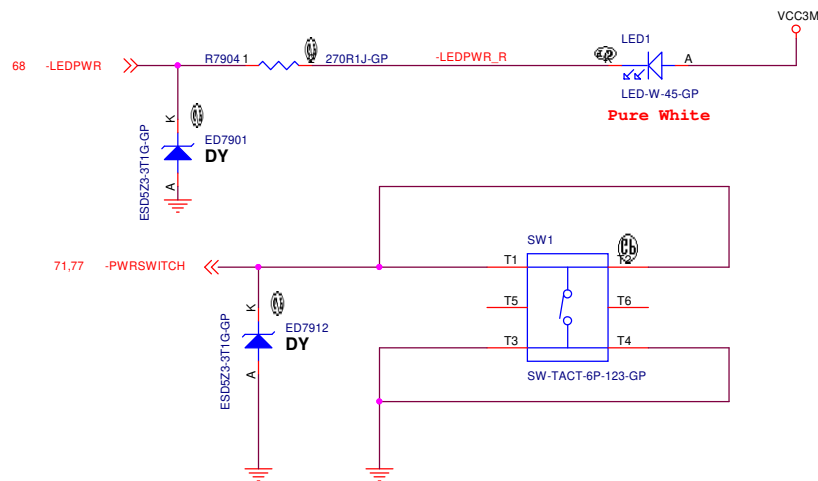 VCC3M
LED1
68 -LEDPWR
R7904 1
270R1J-GP
-LEDPWR_R
A
LED-W-45-GP
Pure White
K
ED7901
DY
A
ESD5Z3-3T1G-GP
SW1
71,77 -PWRSWITCH
T1
T2
T5
T6
K
ED7912
DY
A
ESD5Z3-3T1G-GP
T3
T4
SW-TACT-6P-123-GP